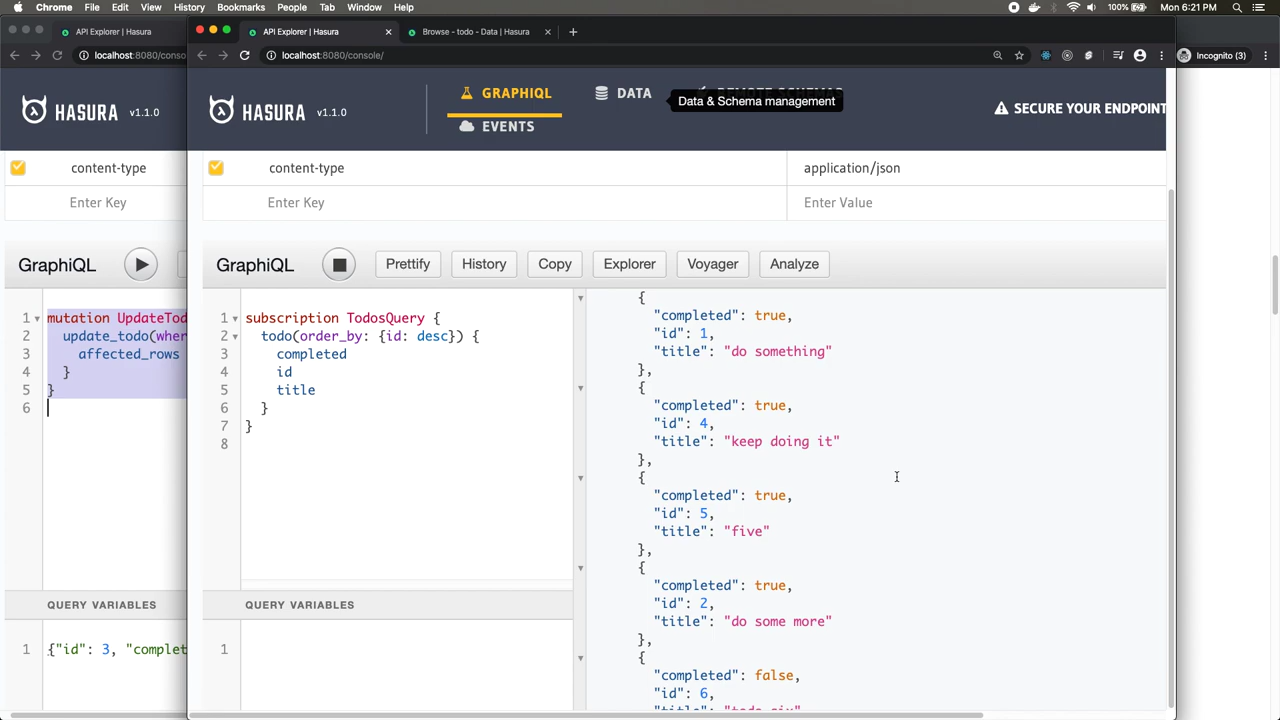 Chrome File Edit View History Bookmarks People Tab Window Help
100% Mon 6:21 PM
API Explorer | Hasura
API Explorer | Hasura
Browse - todo - Data | Hasura
localhost:8080/conso
localhost:8080/console/
Incognito (3)
HASURA v1.1.0
HASURA v1.1.0
GRAPHIQL
DATA
Data & Schema management
EVENTS
SECURE YOUR ENDPOINT
content-type
content-type
application/json
Enter Key
Enter Key
Enter Value
GraphiQL
GraphiQL
Prettify
History
Copy
Explorer
Voyager
Analyze
1 mutation UpdateTod
2 update_todo(wher
3 affected_rows
4 }
5 }
6
1 subscription TodosQuery {
2 todo(order_by: {id: desc}) {
3 completed
4 id
5 title
6 }
7 }
8
{
"completed": true,
"id": 1,
"title": "do something"
},
{
"completed": true,
"id": 4,
"title": "keep doing it"
},
{
"completed": true,
"id": 5,
"title": "five"
},
{
"completed": true,
"id": 2,
"title": "do some more"
},
{
"completed": false,
"id": 6,
"title": "todo six"
QUERY VARIABLES
QUERY VARIABLES
1 {"id": 3, "complet
1